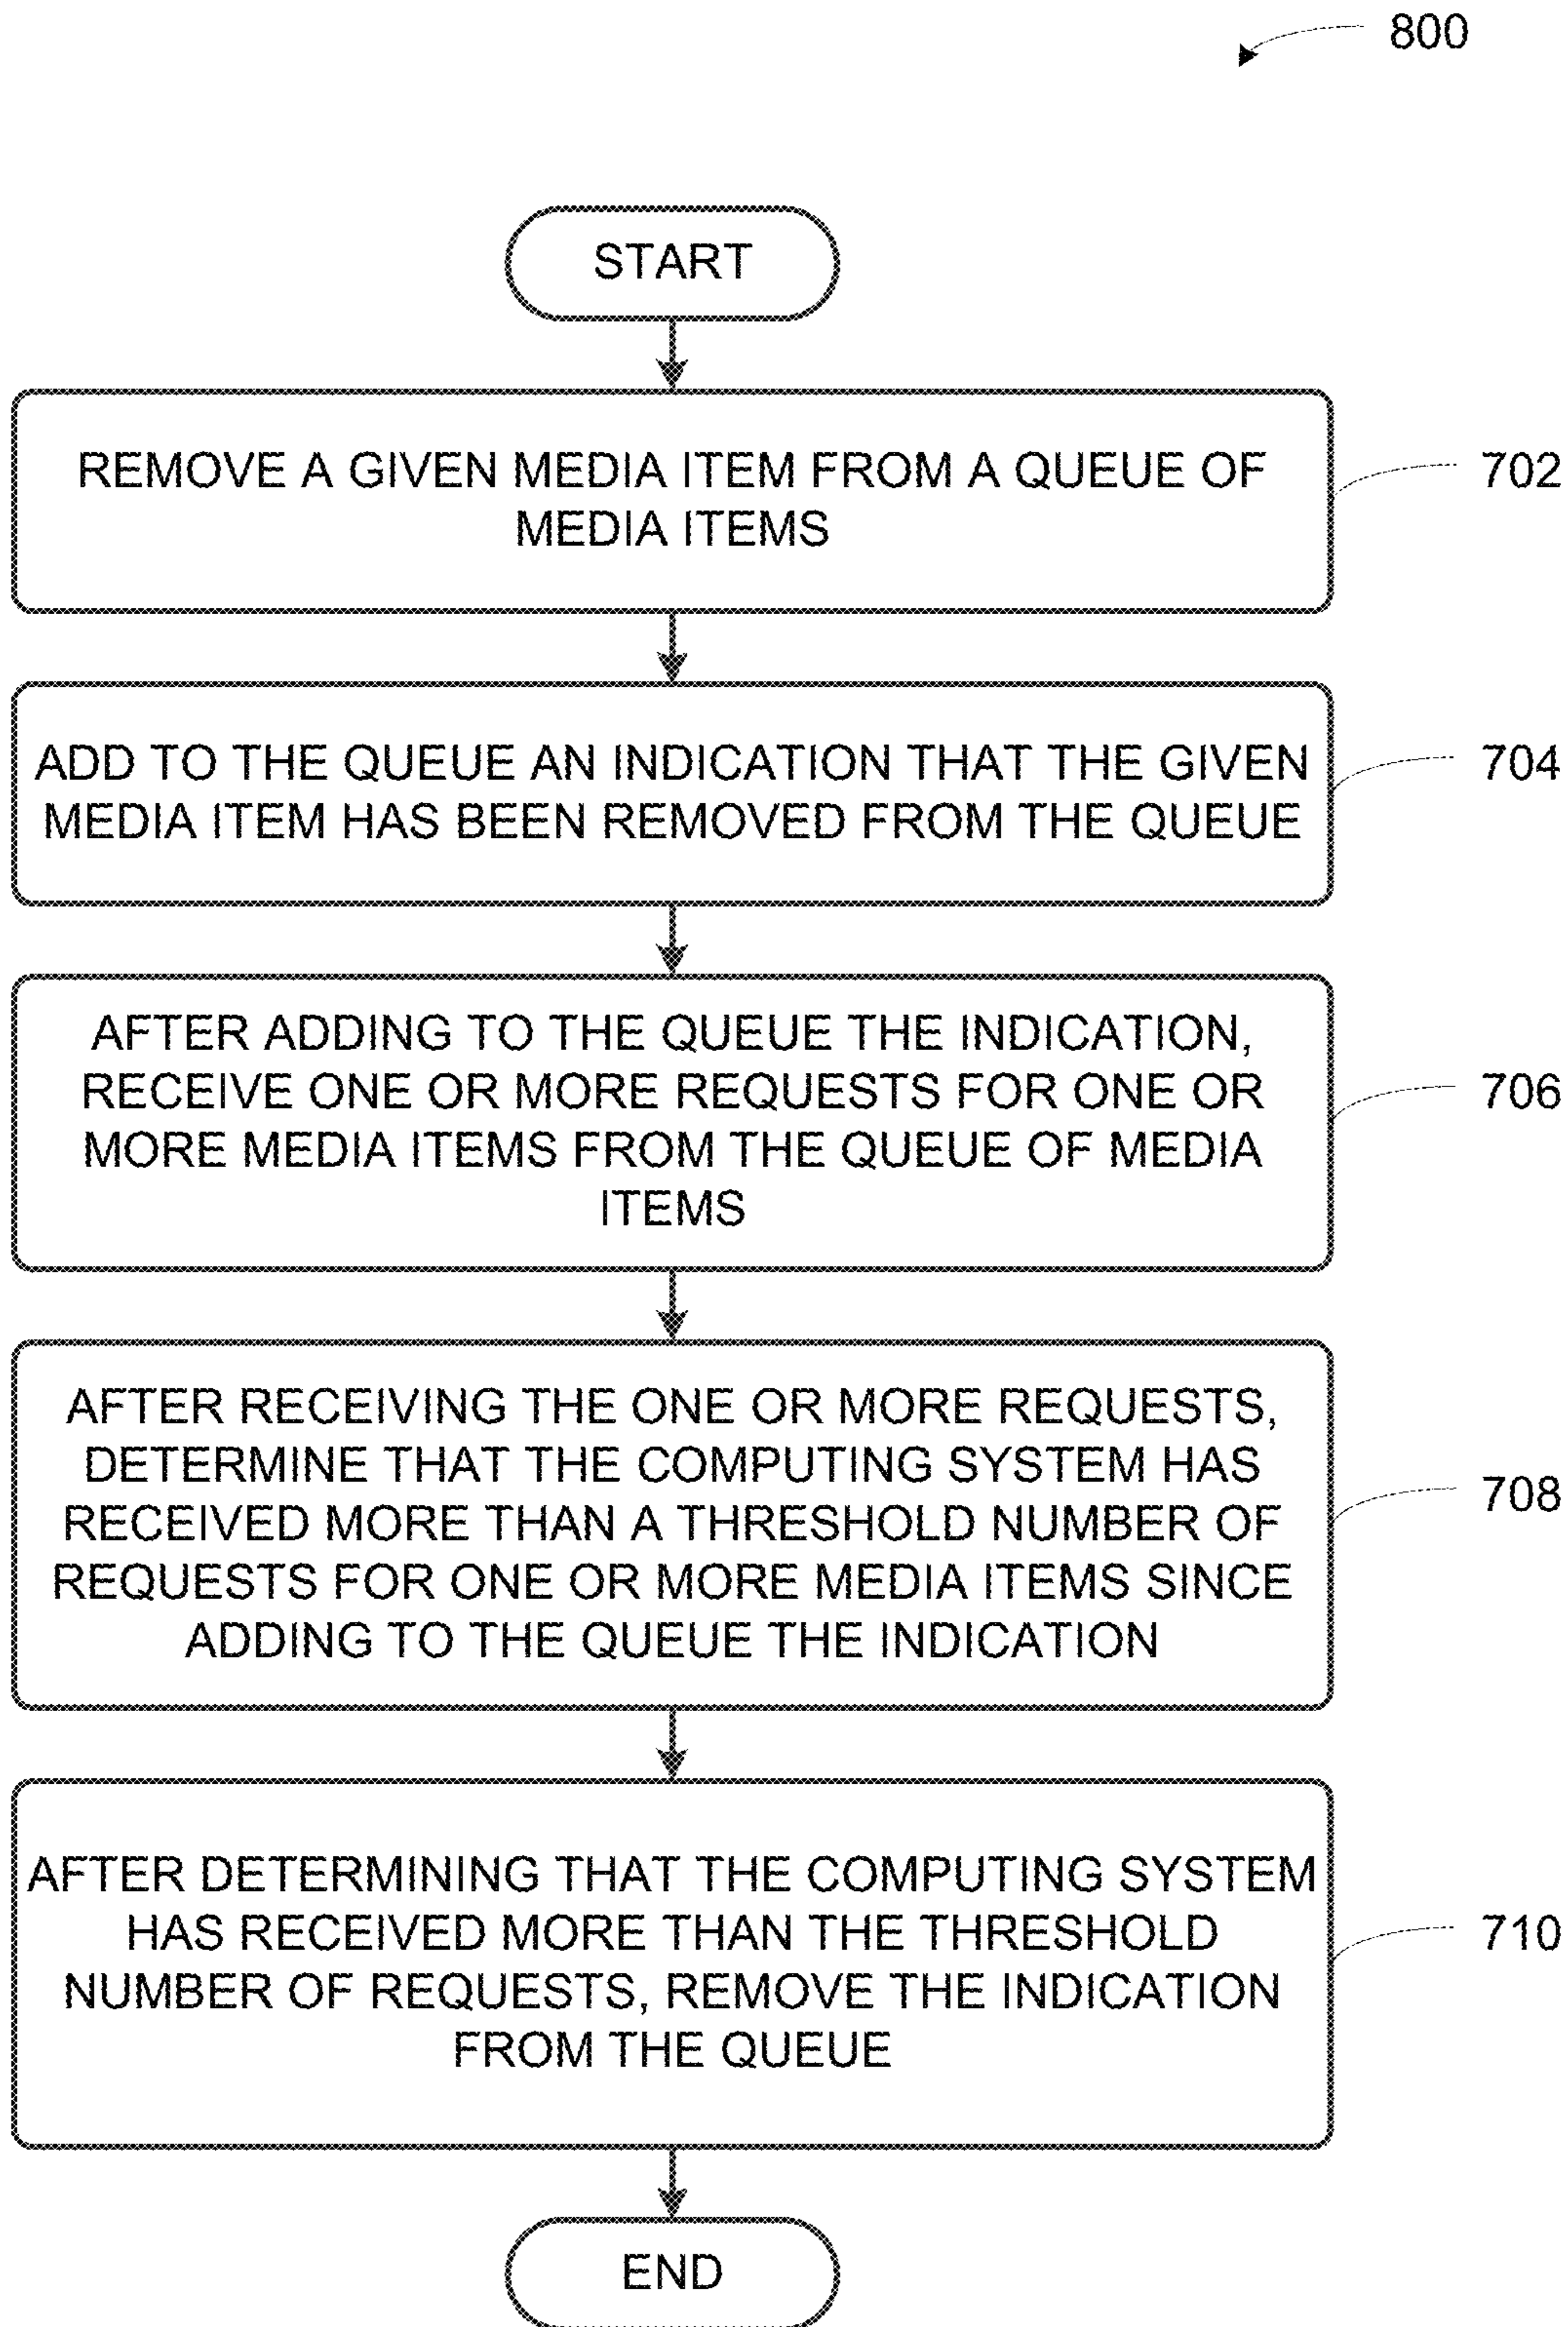 800
START
REMOVE A GIVEN MEDIA ITEM FROM A QUEUE OF
MEDIA ITEMS
702
ADD TO THE QUEUE AN INDICATION THAT THE GIVEN
MEDIA ITEM HAS BEEN REMOVED FROM THE QUEUE
704
AFTER ADDING TO THE QUEUE THE INDICATION,
RECEIVE ONE OR MORE REQUESTS FOR ONE OR
MORE MEDIA ITEMS FROM THE QUEUE OF MEDIA
ITEMS
706
AFTER RECEIVING THE ONE OR MORE REQUESTS,
DETERMINE THAT THE COMPUTING SYSTEM HAS
RECEIVED MORE THAN A THRESHOLD NUMBER OF
REQUESTS FOR ONE OR MORE MEDIA ITEMS SINCE
ADDING TO THE QUEUE THE INDICATION
708
AFTER DETERMINING THAT THE COMPUTING SYSTEM
HAS RECEIVED MORE THAN THE THRESHOLD
NUMBER OF REQUESTS, REMOVE THE INDICATION
FROM THE QUEUE
710
END